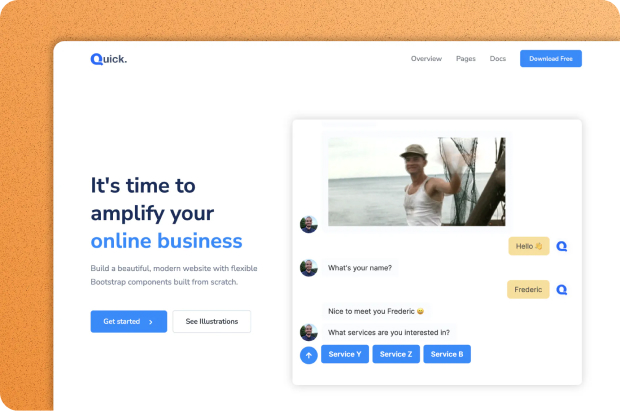 Quick.
Overview Pages Docs Download Free
It's time to
amplify your
online business
Build a beautiful, modern website with flexible
Bootstrap components built from scratch.
Get started
See Illustrations
Hello 👋
What's your name?
Frederic
Nice to meet you Frederic 😄
What services are you interested in?
Service Y Service Z Service B